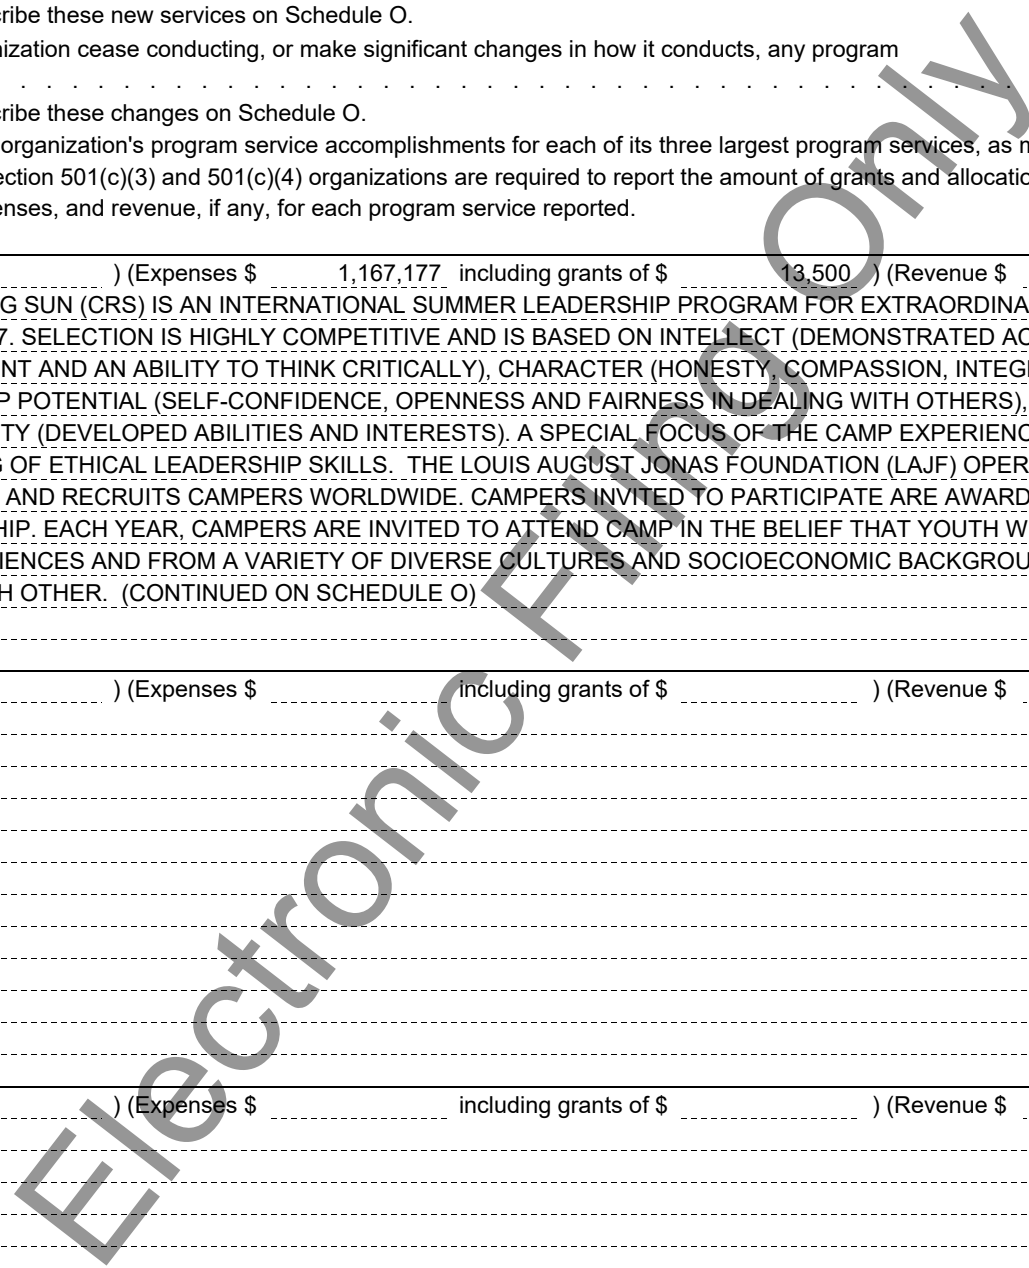 ribe these new services on Schedule O.
nization cease conducting, or make significant changes in how it conducts, any program
. . . . . . . . . . . . . . . . . . . . . . . . . . . . . . . . . . . . . . .
ribe these changes on Schedule O.
organization's program service accomplishments for each of its three largest program services, as m
ection 501(c)(3) and 501(c)(4) organizations are required to report the amount of grants and allocatio
enses, and revenue, if any, for each program service reported.
) (Expenses $ 1,167,177 including grants of $ 13,500 ) (Revenue $
G SUN (CRS) IS AN INTERNATIONAL SUMMER LEADERSHIP PROGRAM FOR EXTRAORDINA
7. SELECTION IS HIGHLY COMPETITIVE AND IS BASED ON INTELLECT (DEMONSTRATED AC
NT AND AN ABILITY TO THINK CRITICALLY), CHARACTER (HONESTY, COMPASSION, INTEG
P POTENTIAL (SELF-CONFIDENCE, OPENNESS AND FAIRNESS IN DEALING WITH OTHERS),
TY (DEVELOPED ABILITIES AND INTERESTS). A SPECIAL FOCUS OF THE CAMP EXPERIENC
G OF ETHICAL LEADERSHIP SKILLS.  THE LOUIS AUGUST JONAS FOUNDATION (LAJF) OPER
AND RECRUITS CAMPERS WORLDWIDE. CAMPERS INVITED TO PARTICIPATE ARE AWARD
HIP. EACH YEAR, CAMPERS ARE INVITED TO ATTEND CAMP IN THE BELIEF THAT YOUTH W
IENCES AND FROM A VARIETY OF DIVERSE CULTURES AND SOCIOECONOMIC BACKGROU
H OTHER.  (CONTINUED ON SCHEDULE O)
) (Expenses $ including grants of $ ) (Revenue $
) (Expenses $ including grants of $ ) (Revenue $
Electronic Filing Only